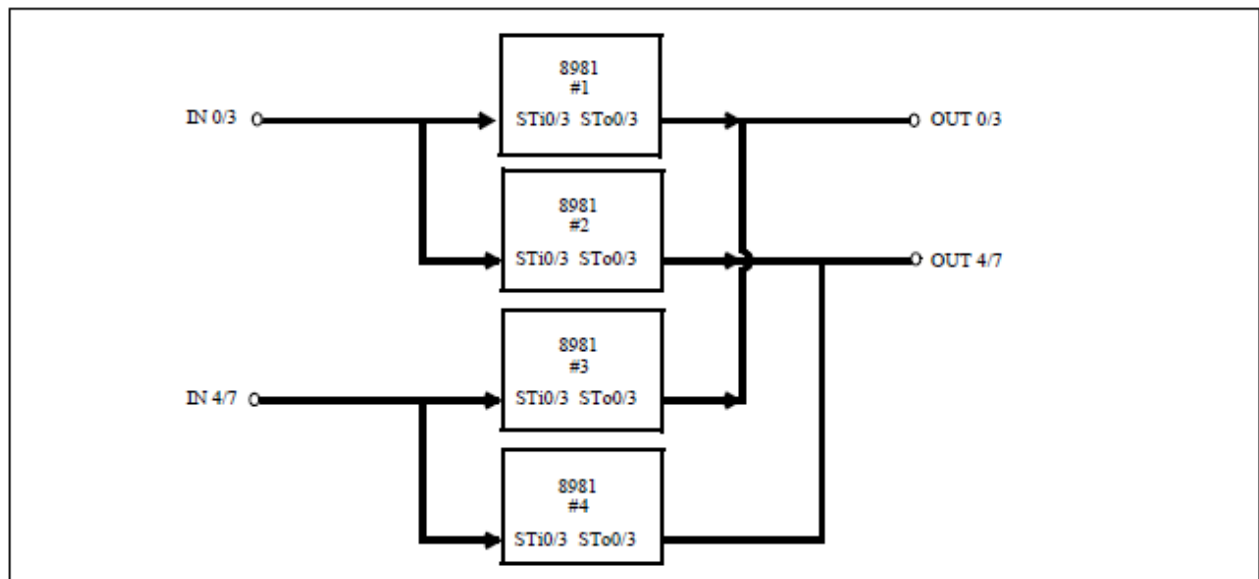 8981
#1
IN 0/3
STi0/3 STo0/3
OUT 0/3
8981
#2
STi0/3 STo0/3
OUT 4/7
8981
#3
IN 4/7
STi0/3 STo0/3
8981
#4
STi0/3 STo0/3